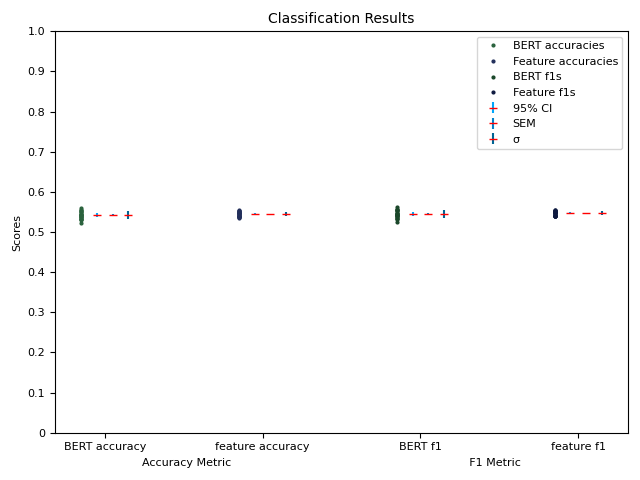 Classification Results
1.0
0.9
0.8
0.7
0.6
0.5
0.4
0.3
0.2
0.1
0
Scores
BERT accuracies
Feature accuracies
BERT f1s
Feature f1s
95% CI
SEM
σ
BERT accuracy feature accuracy BERT f1 feature f1
Accuracy Metric F1 Metric